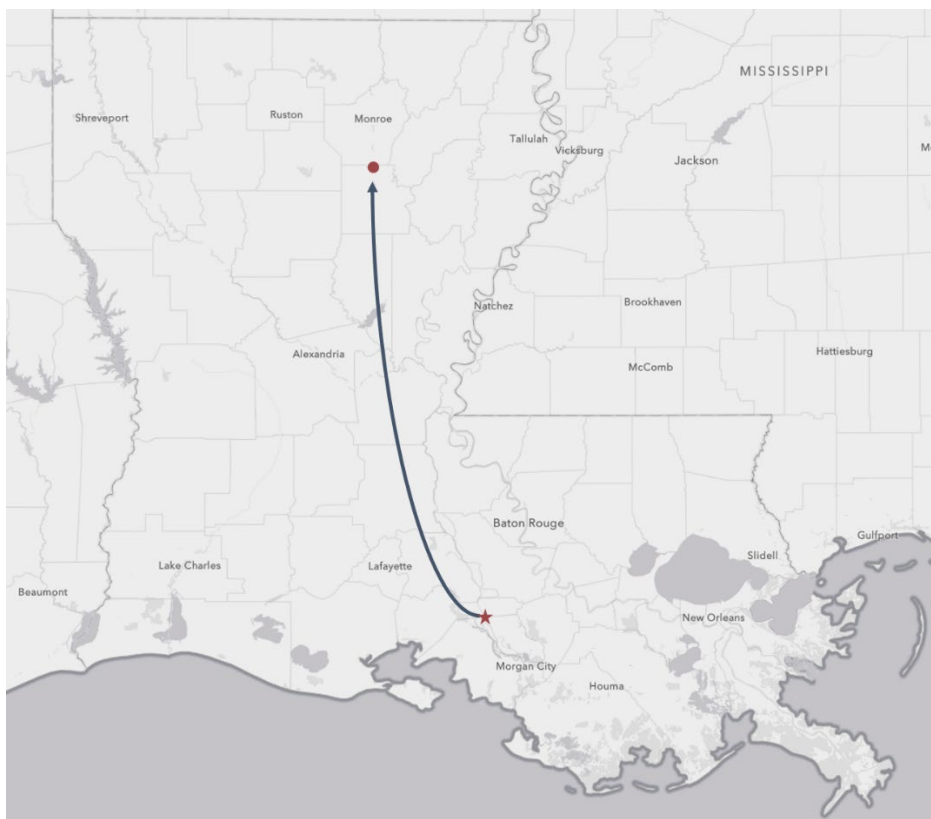 MISSISSIPPI
Shreveport
Ruston
Monroe
Tallulah
Vicksburg
Jackson
Natchez
Brookhaven
Alexandria
McComb
Hattiesburg
Baton Rouge
Gulfport
Slidell
Lake Charles
Lafayette
Beaumont
New Orleans
Morgan City
Houma